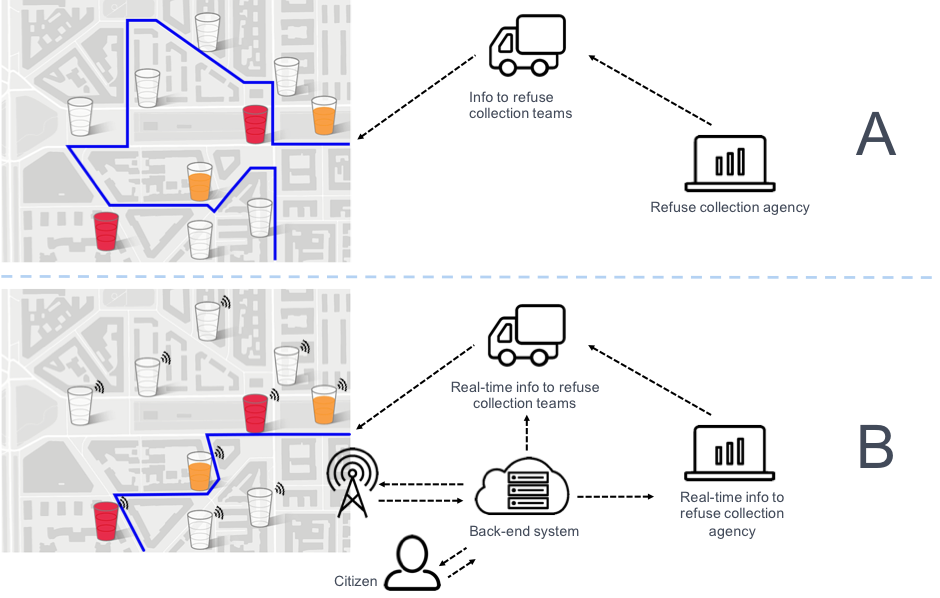 Info to refuse
collection teams
A
Refuse collection agency
Real-time info to refuse
collection teams
B
Real-time info to
refuse collection
agency
Back-end system
Citizen